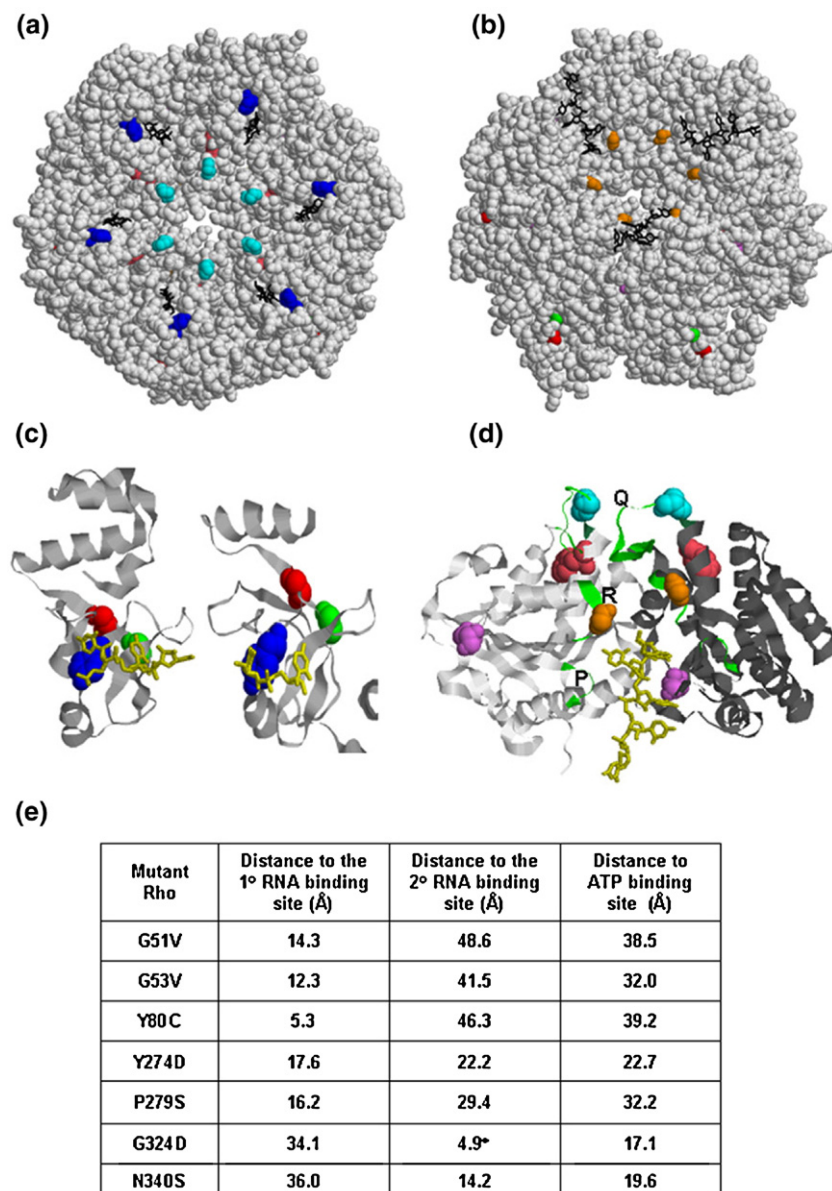 (a)
(b)
(c)
(d)
Q
R
P
(e)
Mutant Rho | Distance to the 1º RNA binding site (Å) | Distance to the 2º RNA binding site (Å) | Distance to ATP binding site (Å)
G51V | 14.3 | 48.6 | 38.5
G53V | 12.3 | 41.5 | 32.0
Y80C | 5.3 | 46.3 | 39.2
Y274D | 17.6 | 22.2 | 22.7
P279S | 16.2 | 29.4 | 32.2
G324D | 34.1 | 4.9* | 17.1
N340S | 36.0 | 14.2 | 19.6